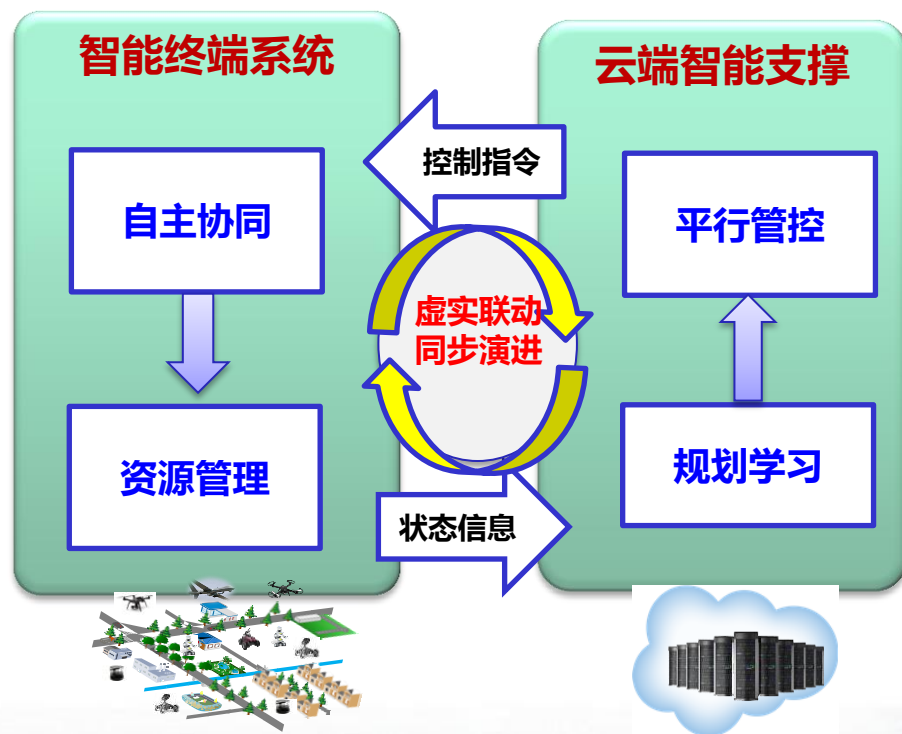 智能终端系统
云端智能支撑
控制指令
自主协同
平行管控
虚实联动
同步演进
资源管理
规划学习
状态信息